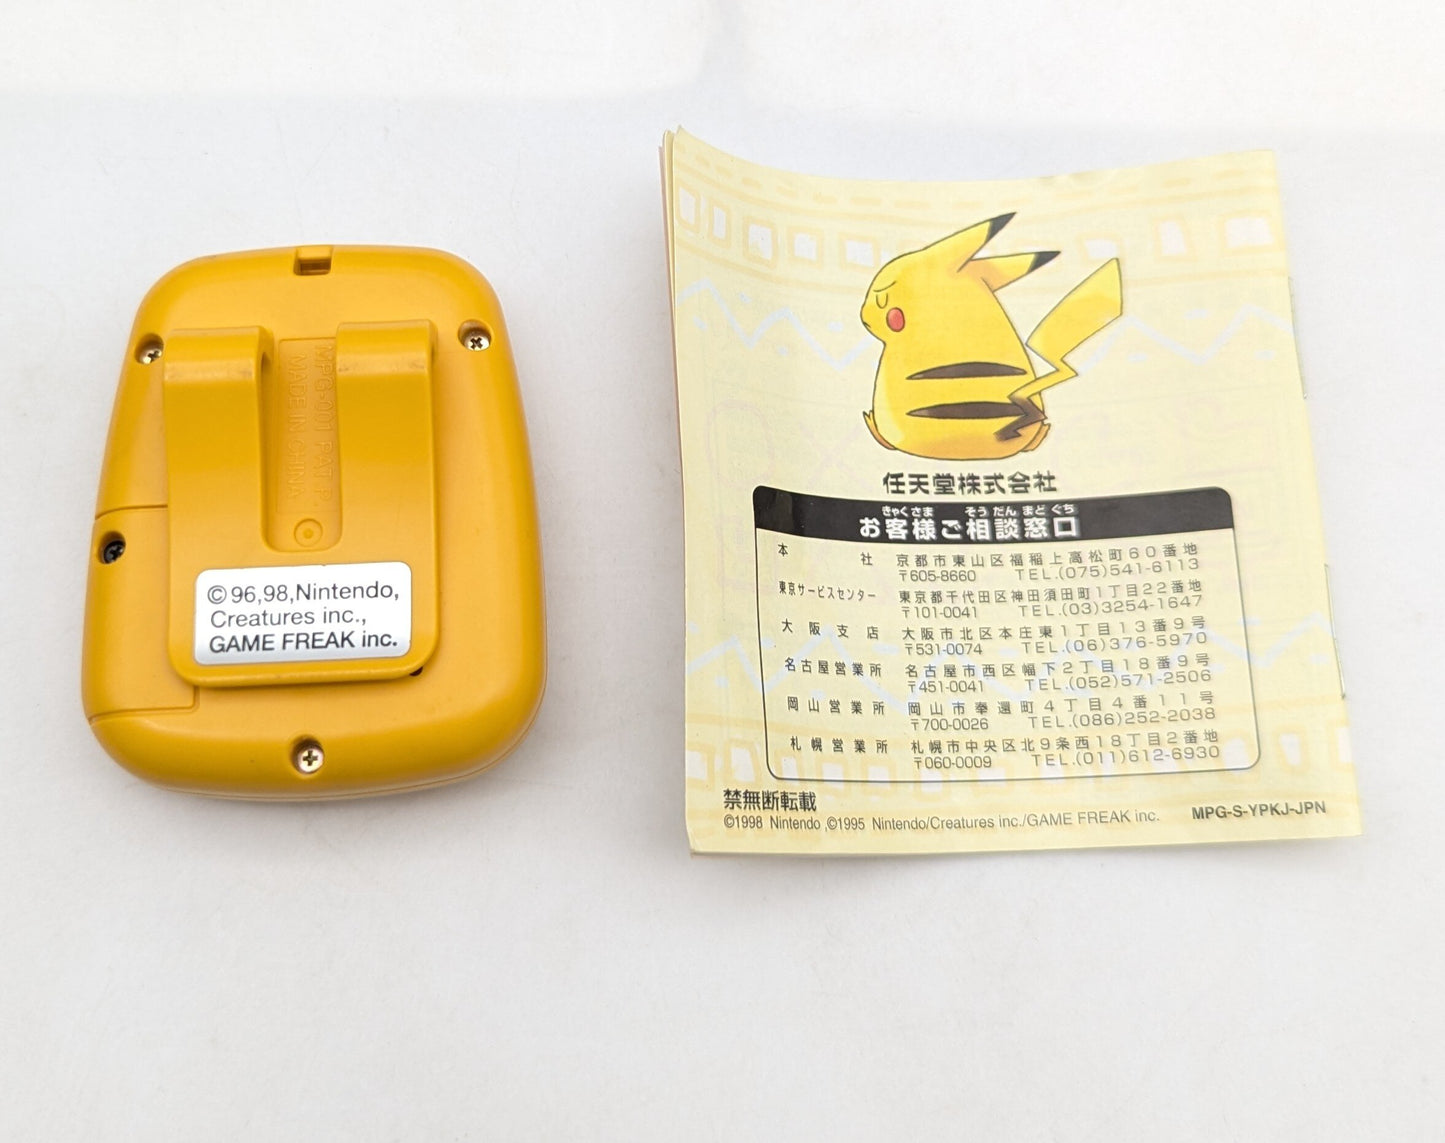 MPG-001 PAT.P.
MADE IN CHINA
©96,98,Nintendo,
Creatures inc.,
GAME FREAK inc.
任天堂株式会社
きゃくさま そうだんまどぐち
お客様ご相談窓口
本社 京都市東山区福稲上高松町60番地
〒605-8660 TEL.(075)541-6113
東京サービスセンター 東京都千代田区神田須田町1丁目22番地
〒101-0041 TEL.(03)3254-1647
大阪支店 大阪市北区本庄東1丁目13番9号
〒531-0074 TEL.(06)376-5970
名古屋営業所 名古屋市西区幅下2丁目18番9号
〒451-0041 TEL.(052)571-2506
岡山営業所 岡山市奉還町4丁目4番11号
〒700-0026 TEL.(086)252-2038
札幌営業所 札幌市中央区北9条西18丁目2番地
〒060-0009 TEL.(011)612-6930
禁無断転載
©1998 Nintendo ,©1995 Nintendo/Creatures inc./GAME FREAK inc. MPG-S-YPKJ-JPN